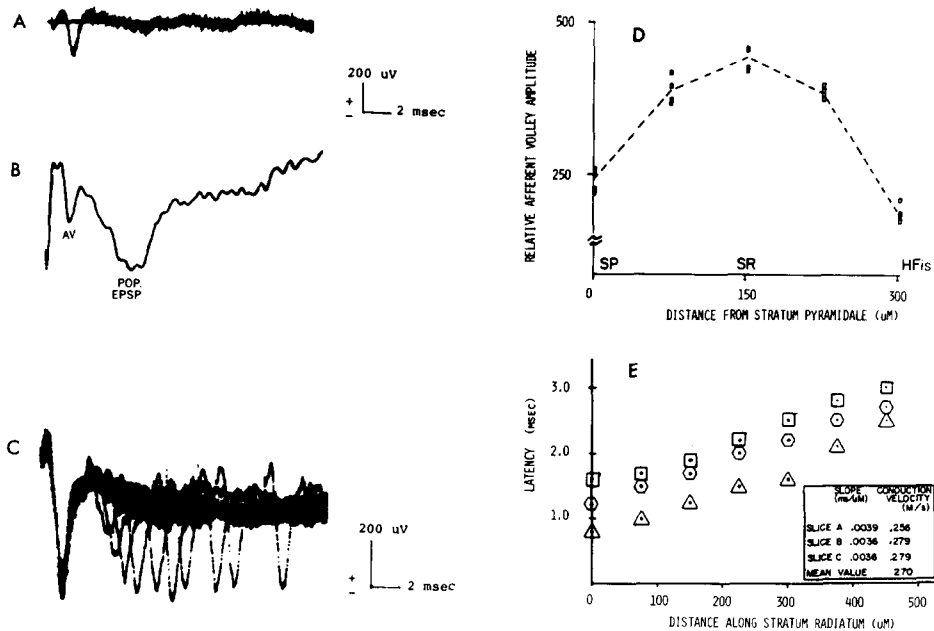 A
200 uV
+
-
2 msec
B
AV
POP.
EPSP
C
200 uV
+
-
2 msec
D
RELATIVE AFFERENT VOLLEY AMPLITUDE
500
250
SP
SR
HFis
0
150
300
DISTANCE FROM STRATUM PYRAMIDALE (uM)
E
LATENCY (MSEC)
3.0
2.0
1.0
SLOPE CONDUCTION
(ms/uM) VELOCITY
(M/s)
SLICE A .0039 .256
SLICE B .0036 .279
SLICE C .0036 .279
MEAN VALUE .270
0
100
200
300
400
500
DISTANCE ALONG STRATUM RADIATUM (uM)